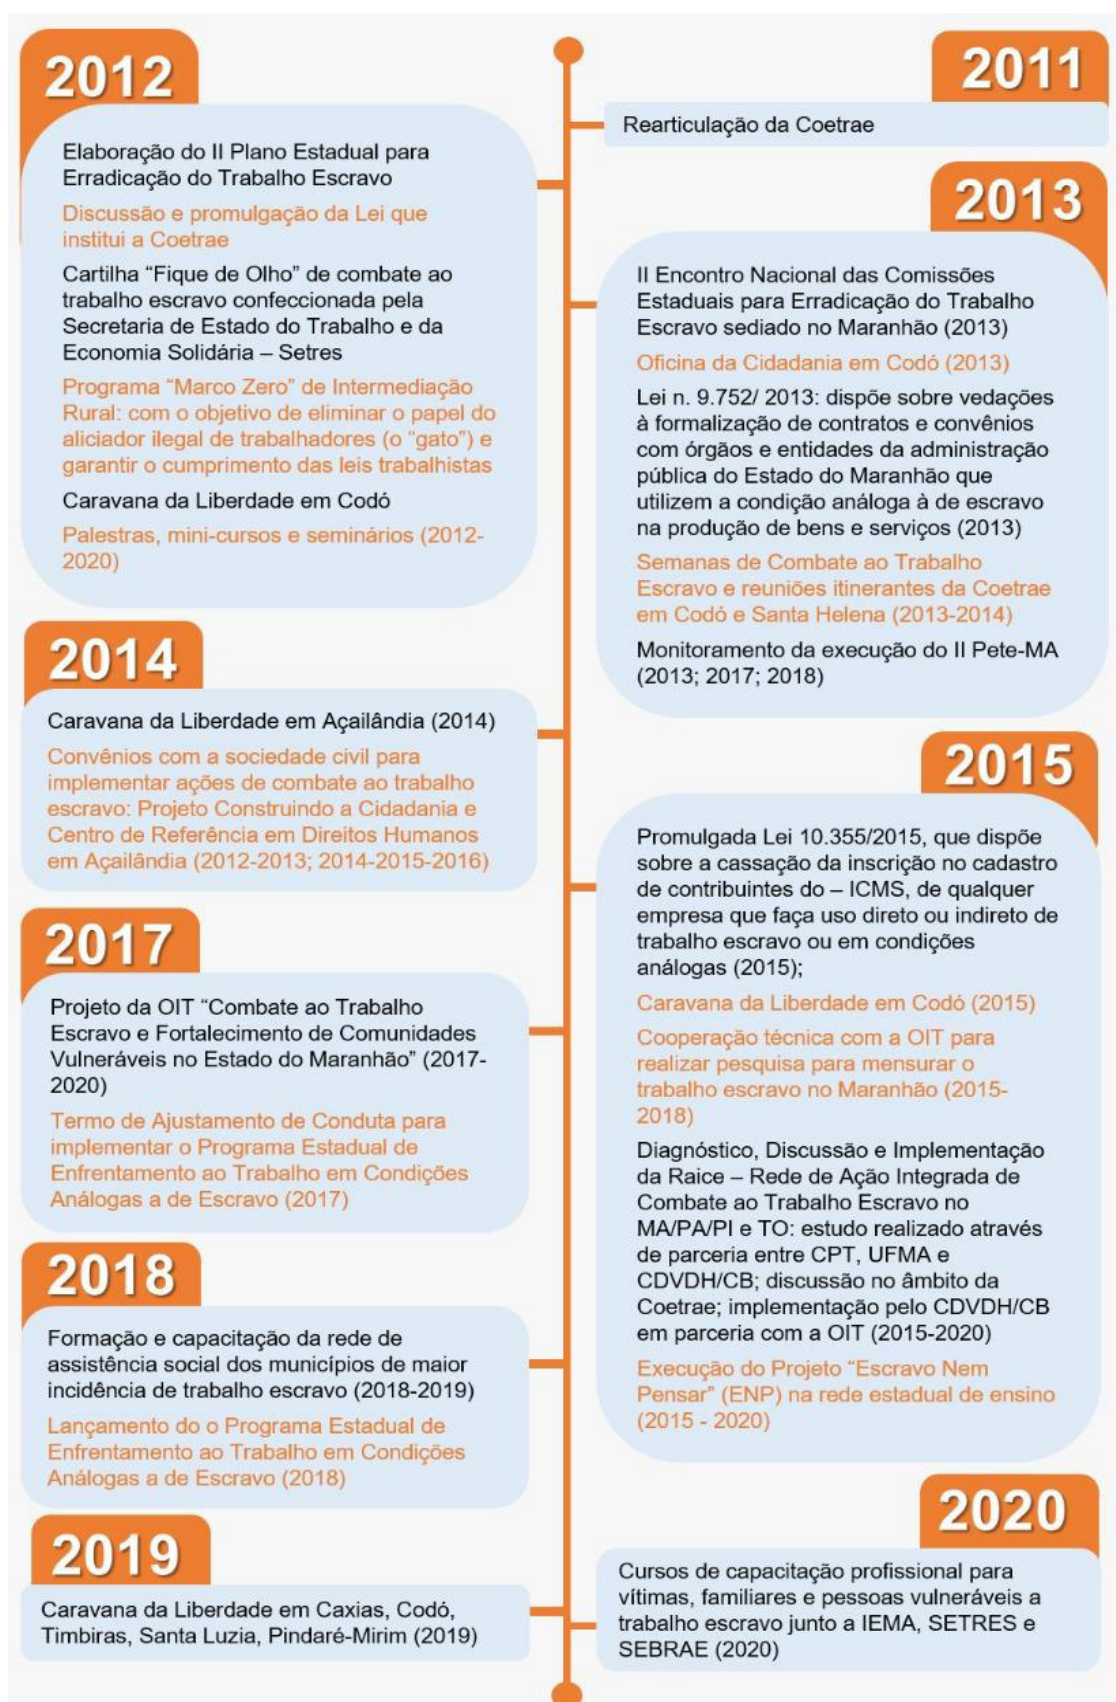 2011
Rearticulação da Coetrae
2012
Elaboração do II Plano Estadual para
Erradicação do Trabalho Escravo
Discussão e promulgação da Lei que
institui a Coetrae
Cartilha “Fique de Olho” de combate ao
trabalho escravo confeccionada pela
Secretaria de Estado do Trabalho e da
Economia Solidária – Setres
Programa “Marco Zero” de Intermediação
Rural: com o objetivo de eliminar o papel do
aliciador ilegal de trabalhadores (o “gato”) e
garantir o cumprimento das leis trabalhistas
Caravana da Liberdade em Codó
Palestras, mini-cursos e seminários (2012-
2020)
2013
II Encontro Nacional das Comissões
Estaduais para Erradicação do Trabalho
Escravo sediado no Maranhão (2013)
Oficina da Cidadania em Codó (2013)
Lei n. 9.752/ 2013: dispõe sobre vedações
à formalização de contratos e convênios
com órgãos e entidades da administração
pública do Estado do Maranhão que
utilizem a condição análoga à de escravo
na produção de bens e serviços (2013)
Semanas de Combate ao Trabalho
Escravo e reuniões itinerantes da Coetrae
em Codó e Santa Helena (2013-2014)
Monitoramento da execução do II Pete-MA
(2013; 2017; 2018)
2014
Caravana da Liberdade em Açailândia (2014)
Convênios com a sociedade civil para
implementar ações de combate ao trabalho
escravo: Projeto Construindo a Cidadania e
Centro de Referência em Direitos Humanos
em Açailândia (2012-2013; 2014-2015-2016)
2015
Promulgada Lei 10.355/2015, que dispõe
sobre a cassação da inscrição no cadastro
de contribuintes do – ICMS, de qualquer
empresa que faça uso direto ou indireto de
trabalho escravo ou em condições
análogas (2015);
Caravana da Liberdade em Codó (2015)
Cooperação técnica com a OIT para
realizar pesquisa para mensurar o
trabalho escravo no Maranhão (2015-
2018)
Diagnóstico, Discussão e Implementação
da Raice – Rede de Ação Integrada de
Combate ao Trabalho Escravo no
MA/PA/PI e TO: estudo realizado através
de parceria entre CPT, UFMA e
CDVDH/CB; discussão no âmbito da
Coetrae; implementação pelo CDVDH/CB
em parceria com a OIT (2015-2020)
Execução do Projeto “Escravo Nem
Pensar” (ENP) na rede estadual de ensino
(2015 - 2020)
2017
Projeto da OIT “Combate ao Trabalho
Escravo e Fortalecimento de Comunidades
Vulneráveis no Estado do Maranhão” (2017-
2020)
Termo de Ajustamento de Conduta para
implementar o Programa Estadual de
Enfrentamento ao Trabalho em Condições
Análogas a de Escravo (2017)
2018
Formação e capacitação da rede de
assistência social dos municípios de maior
incidência de trabalho escravo (2018-2019)
Lançamento do o Programa Estadual de
Enfrentamento ao Trabalho em Condições
Análogas a de Escravo (2018)
2019
Caravana da Liberdade em Caxias, Codó,
Timbiras, Santa Luzia, Pindaré-Mirim (2019)
2020
Cursos de capacitação profissional para
vítimas, familiares e pessoas vulneráveis a
trabalho escravo junto a IEMA, SETRES e
SEBRAE (2020)